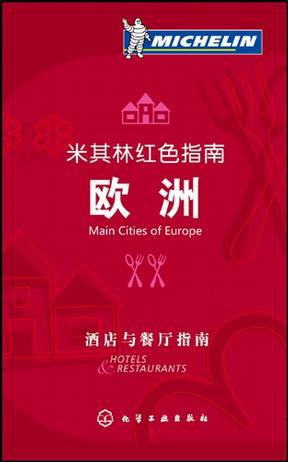 MICHELIN
米其林红色指南
欧洲
Main Cities of Europe
酒店与餐厅指南
HOTELS
& RESTAURANTS
化学工业出版社